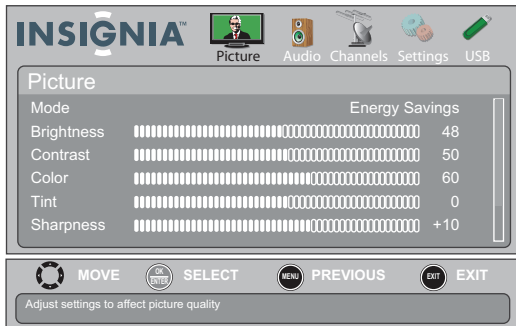 INSIGNIA™
Picture Audio Channels Settings USB
Picture
Mode Energy Savings
Brightness 48
Contrast 50
Color 60
Tint 0
Sharpness +10
MOVE OK ENTER SELECT MENU PREVIOUS EXIT EXIT
Adjust settings to affect picture quality